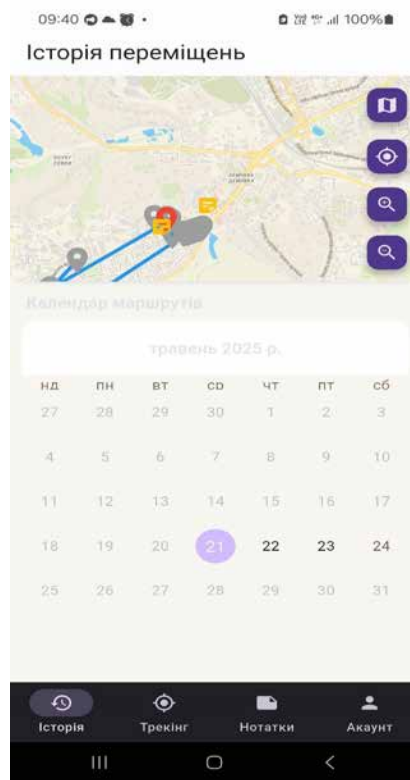 09:40
100%
Історія переміщень
Календар маршрутів
травень 2025 р.
нд пн вт ср чт пт сб
27 28 29 30 1 2 3
4 5 6 7 8 9 10
11 12 13 14 15 16 17
18 19 20 21 22 23 24
25 26 27 28 29 30 31
Історія Трекінг Нотатки Акаунт